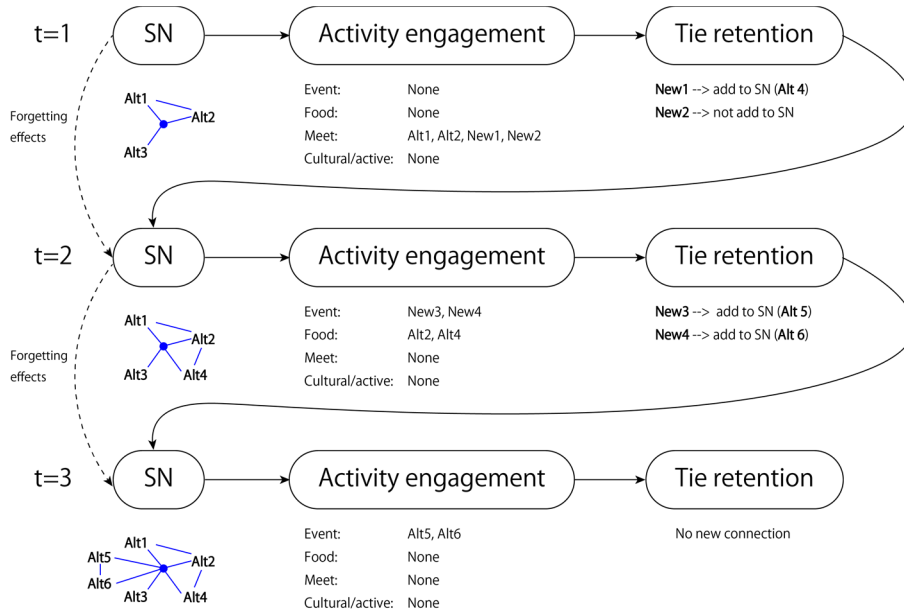 t=1
SN
Activity engagement
Tie retention
Forgetting
effects
Alt1
Alt2
Alt3
Event: None
Food: None
Meet: Alt1, Alt2, New1, New2
Cultural/active: None
New1 --> add to SN (Alt 4)
New2 --> not add to SN
t=2
SN
Activity engagement
Tie retention
Forgetting
effects
Alt1
Alt2
Alt3
Alt4
Event: New3, New4
Food: Alt2, Alt4
Meet: None
Cultural/active: None
New3 --> add to SN (Alt 5)
New4 --> add to SN (Alt 6)
t=3
SN
Activity engagement
Tie retention
Alt1
Alt5
Alt2
Alt6
Alt3
Alt4
Event: Alt5, Alt6
Food: None
Meet: None
Cultural/active: None
No new connection